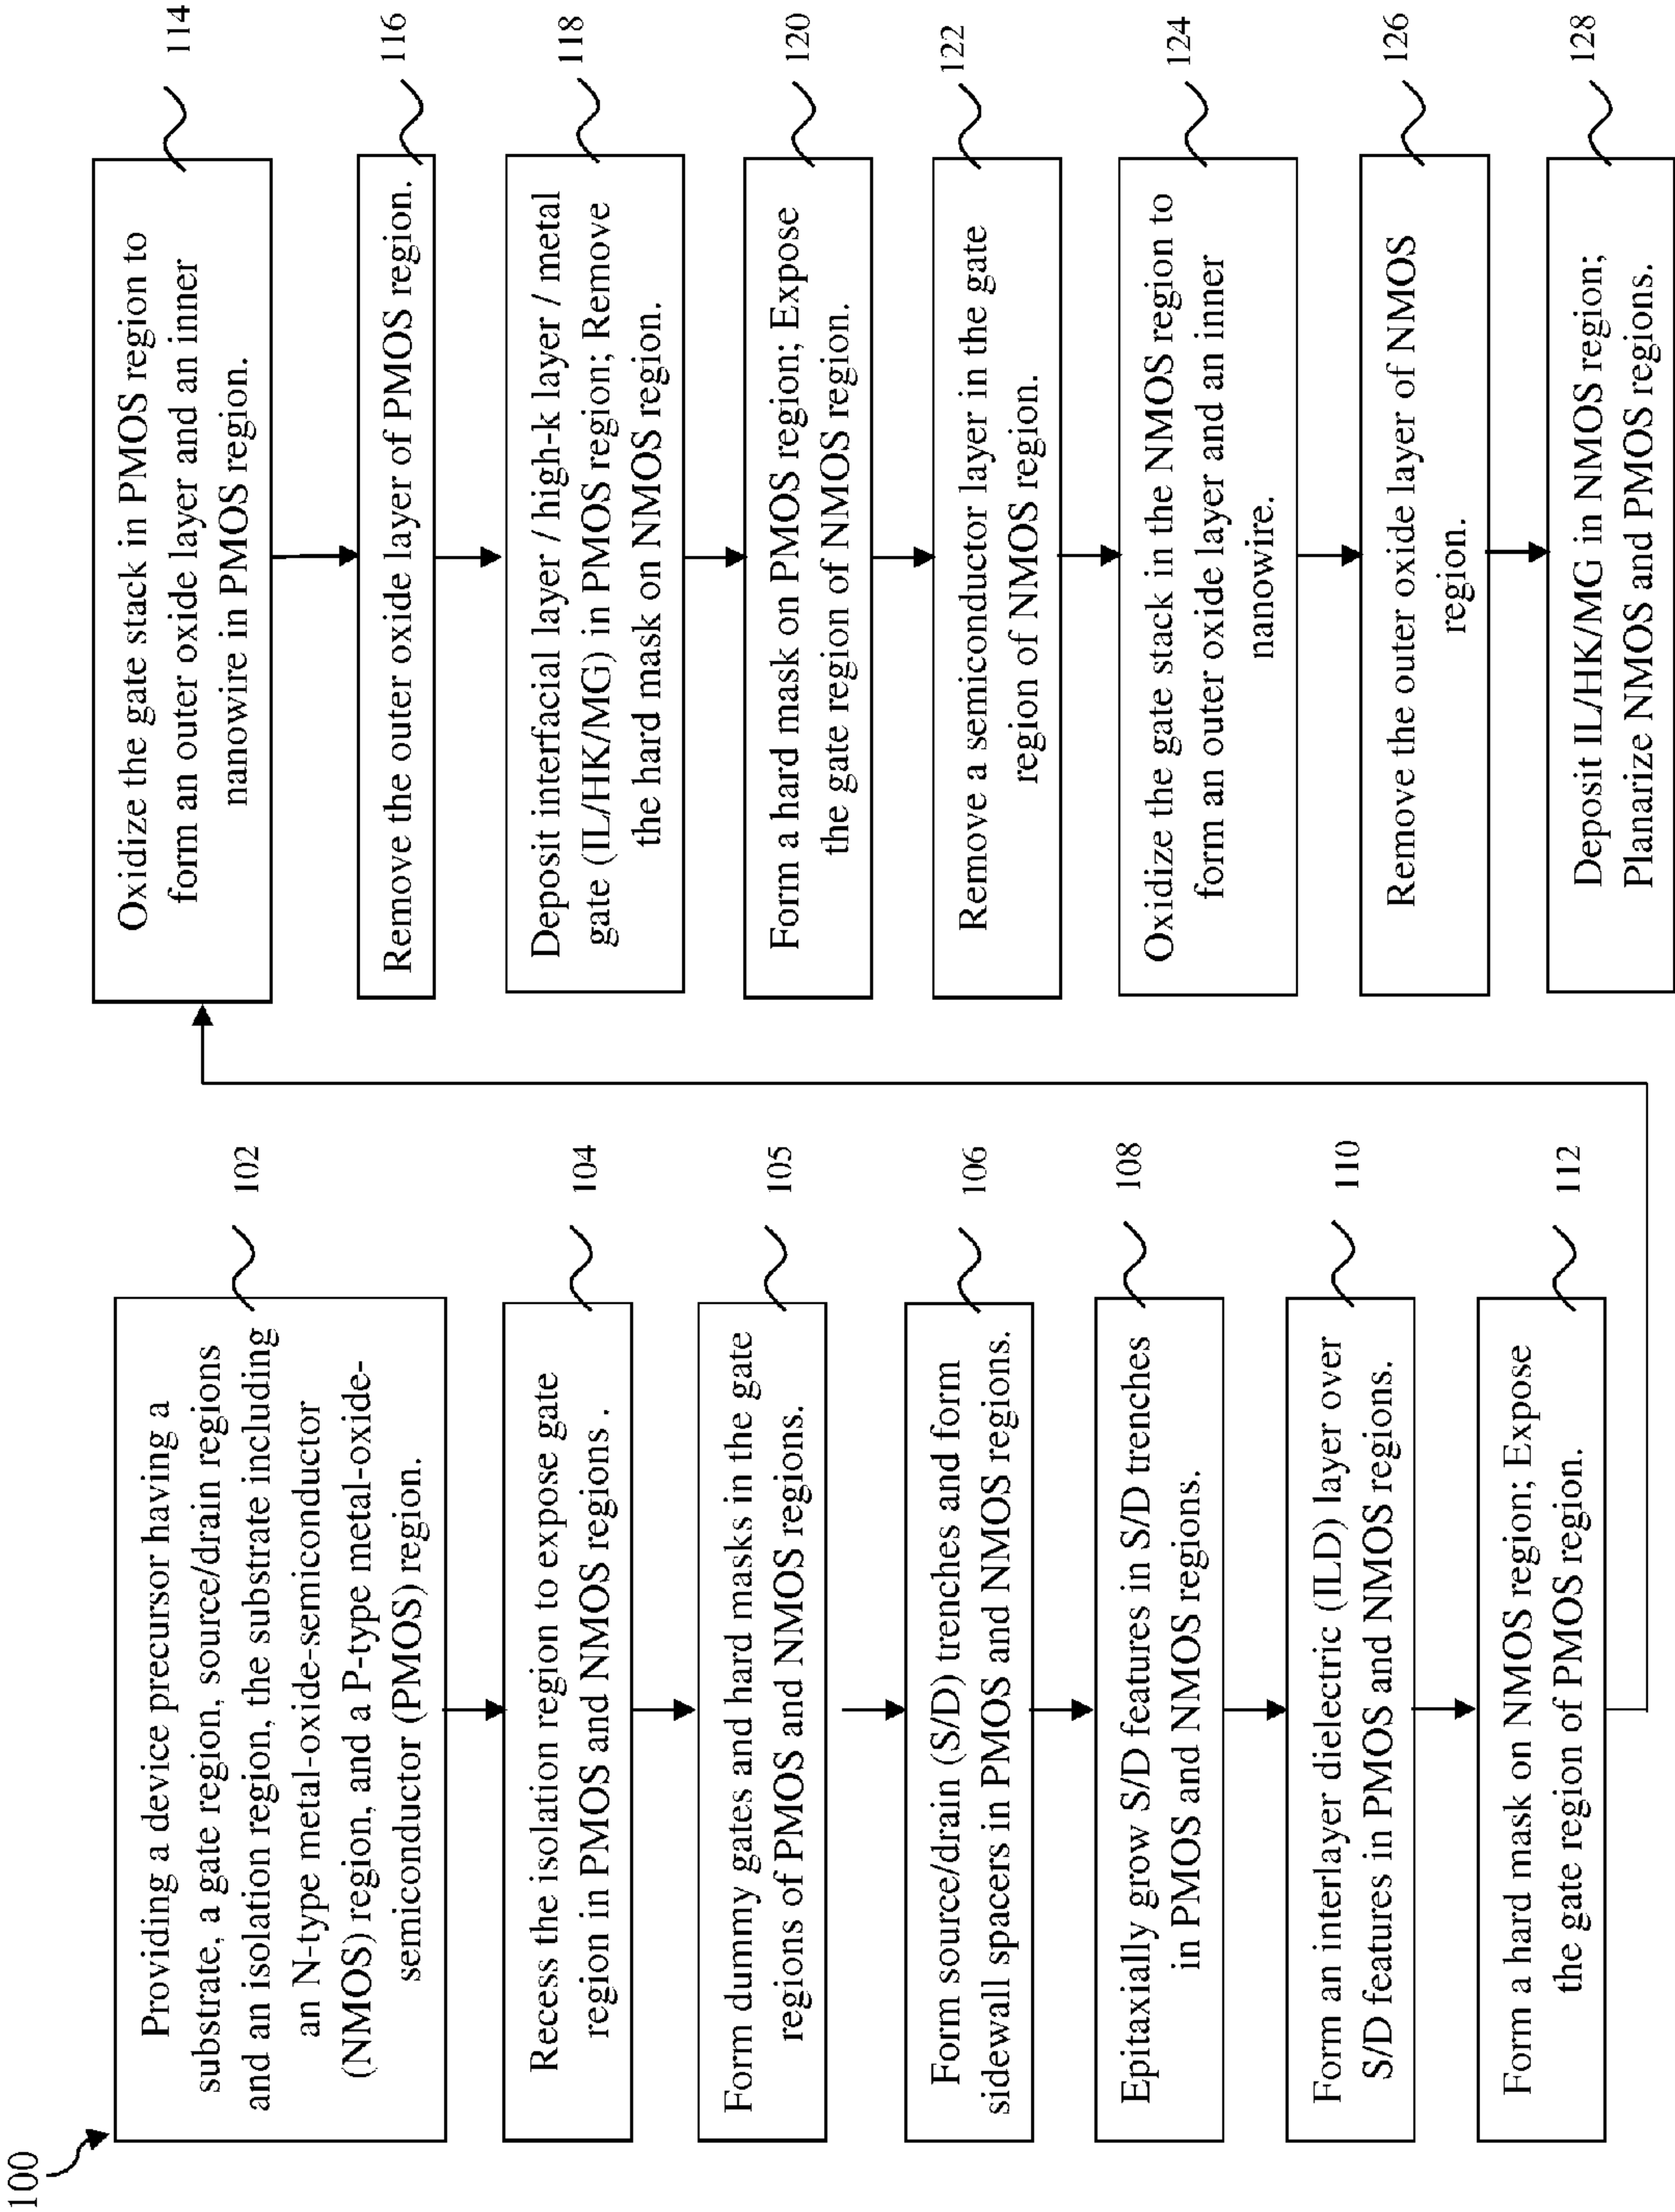 100
Providing a device precursor having a
substrate, a gate region, source/drain regions
and an isolation region, the substrate including
an N-type metal-oxide-semiconductor
(NMOS) region, and a P-type metal-oxide-
semiconductor (PMOS) region.
102
Recess the isolation region to expose gate
region in PMOS and NMOS regions .
104
Form dummy gates and hard masks in the gate
regions of PMOS and NMOS regions.
105
Form source/drain (S/D) trenches and form
sidewall spacers in PMOS and NMOS regions.
106
Epitaxially grow S/D features in S/D trenches
in PMOS and NMOS regions.
108
Form an interlayer dielectric (ILD) layer over
S/D features in PMOS and NMOS regions.
110
Form a hard mask on NMOS region; Expose
the gate region of PMOS region.
112
Oxidize the gate stack in PMOS region to
form an outer oxide layer and an inner
nanowire in PMOS region.
114
Remove the outer oxide layer of PMOS region.
116
Deposit interfacial layer / high-k layer / metal
gate (IL/HK/MG) in PMOS region; Remove
the hard mask on NMOS region.
118
Form a hard mask on PMOS region; Expose
the gate region of NMOS region.
120
Remove a semiconductor layer in the gate
region of NMOS region.
122
Oxidize the gate stack in the NMOS region to
form an outer oxide layer and an inner
nanowire.
124
Remove the outer oxide layer of NMOS
region.
126
Deposit IL/HK/MG in NMOS region;
Planarize NMOS and PMOS regions.
128